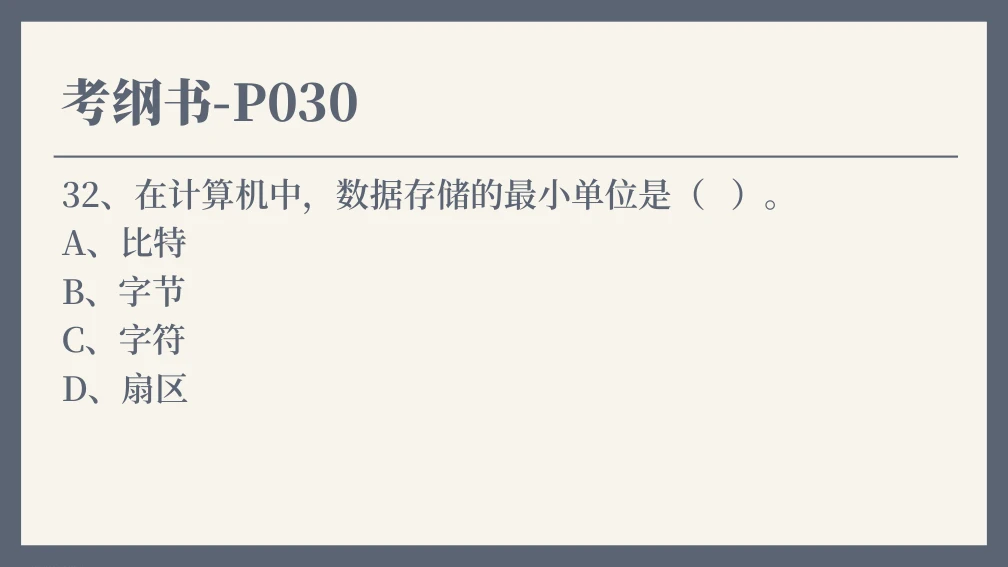 考纲书-P030
32、在计算机中，数据存储的最小单位是（  ）。
A、比特
B、字节
C、字符
D、扇区